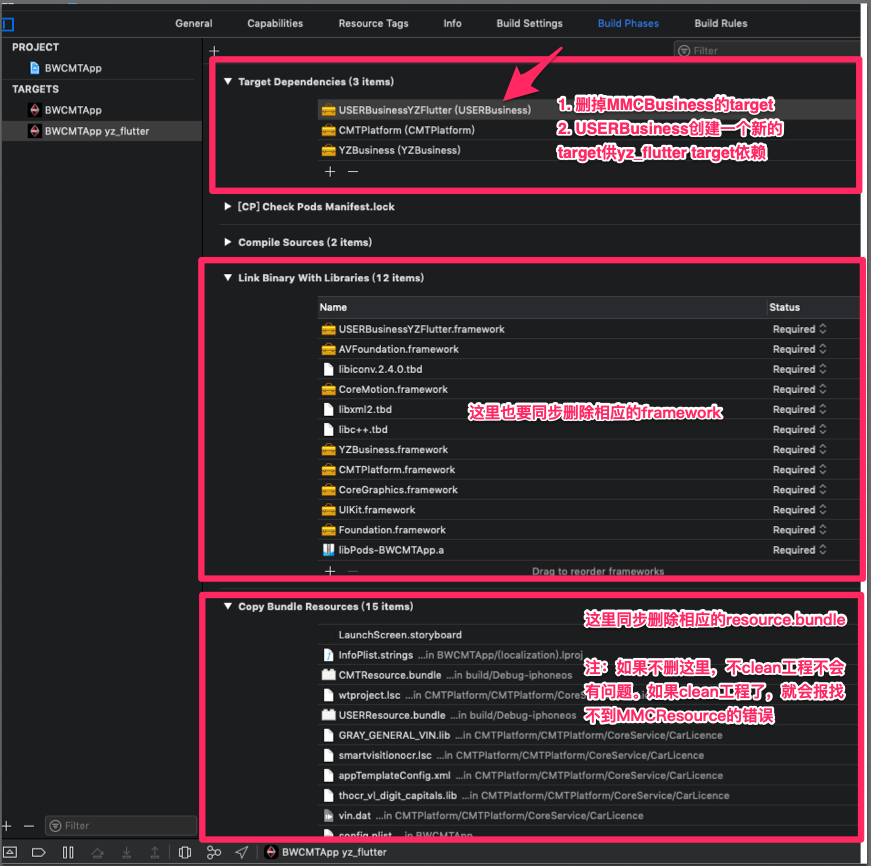 General Capabilities Resource Tags Info Build Settings Build Phases Build Rules
PROJECT
BWCMTApp
TARGETS
BWCMTApp
BWCMTApp yz_flutter
Filter
Target Dependencies (3 items)
USERBusinessYZFlutter (USERBusiness)
CMTPlatform (CMTPlatform)
YZBusiness (YZBusiness)
1. 删掉MMCBusiness的target
2. USERBusiness创建一个新的
target供yz_flutter target依赖
[CP] Check Pods Manifest.lock
Compile Sources (2 items)
Link Binary With Libraries (12 items)
Name Status
USERBusinessYZFlutter.framework Required
AVFoundation.framework Required
libiconv.2.4.0.tbd Required
CoreMotion.framework Required
libxml2.tbd Required
这里也要同步删除相应的framework
libc++.tbd Required
YZBusiness.framework Required
CMTPlatform.framework Required
CoreGraphics.framework Required
UIKit.framework Required
Foundation.framework Required
libPods-BWCMTApp.a Required
Drag to reorder frameworks
Copy Bundle Resources (15 items)
这里同步删除相应的resource.bundle
注：如果不删这里，不clean工程不会
有问题。如果clean工程了，就会报找
不到MMCResource的错误
LaunchScreen.storyboard
InfoPlist.strings ...in BWCMTApp/(localization).lproj
CMTResource.bundle ...in build/Debug-iphoneos
wtproject.lsc ...in CMTPlatform/CMTPlatform/CoreSe
USERResource.bundle ...in build/Debug-iphoneos
GRAY_GENERAL_VIN.lib ...in CMTPlatform/CMTPlatform/CoreService/CarLicence
smartvisitionocr.lsc ...in CMTPlatform/CMTPlatform/CoreService/CarLicence
appTemplateConfig.xml ...in CMTPlatform/CMTPlatform/CoreService/CarLicence
thocr_vl_digit_capitals.lib ...in CMTPlatform/CMTPlatform/CoreService/CarLicence
vin.dat ...in CMTPlatform/CMTPlatform/CoreService/CarLicence
config.plist ...in BWCMTApp
Filter
BWCMTApp yz_flutter